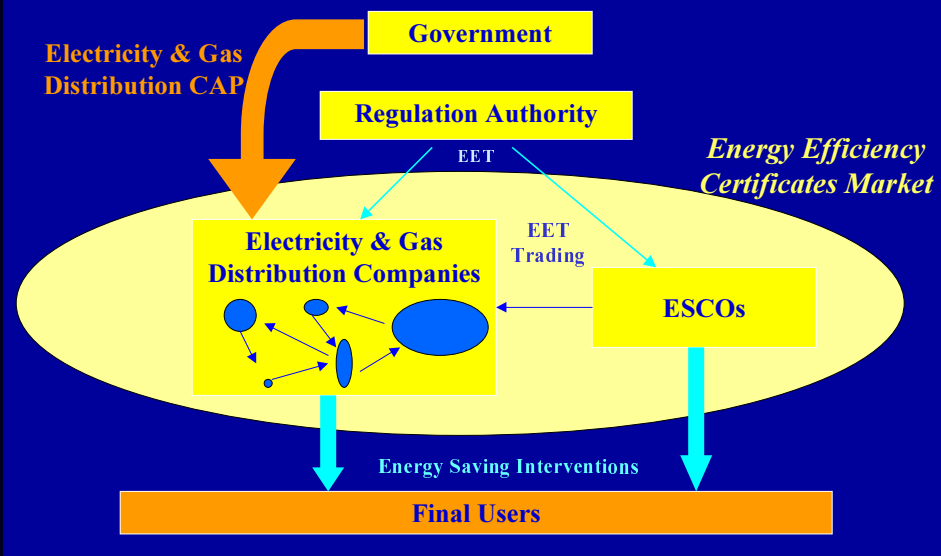 Government
Electricity & Gas
Distribution CAP
Regulation Authority
EET
Energy Efficiency
Certificates Market
Electricity & Gas
Distribution Companies
EET
Trading
ESCOs
Energy Saving Interventions
Final Users